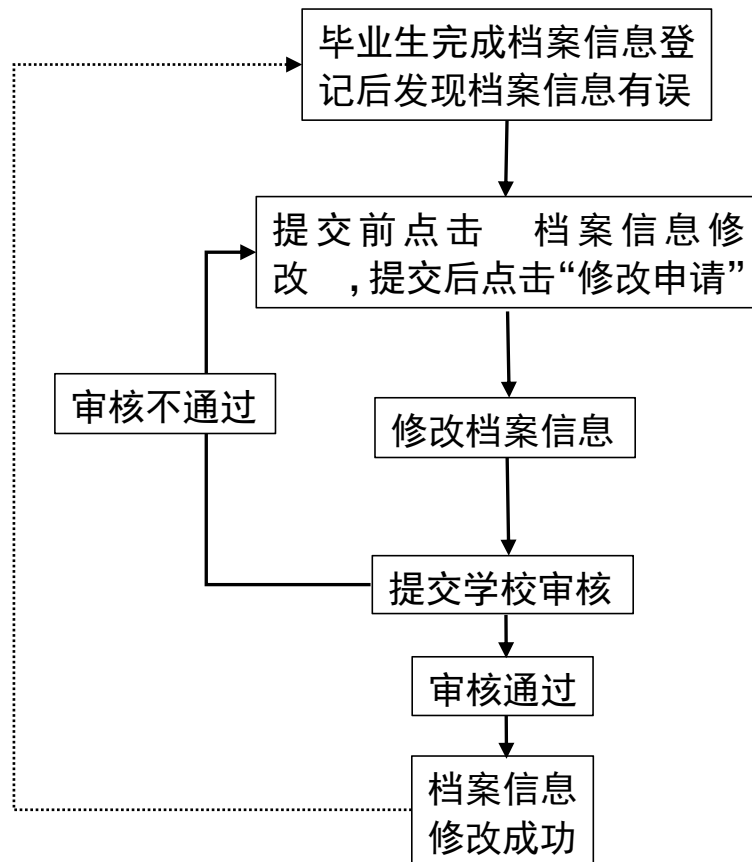 毕业生完成档案信息登
记后发现档案信息有误
提交前点击 档案信息修
改 ,提交后点击“修改申请”
审核不通过
修改档案信息
提交学校审核
审核通过
档案信息
修改成功